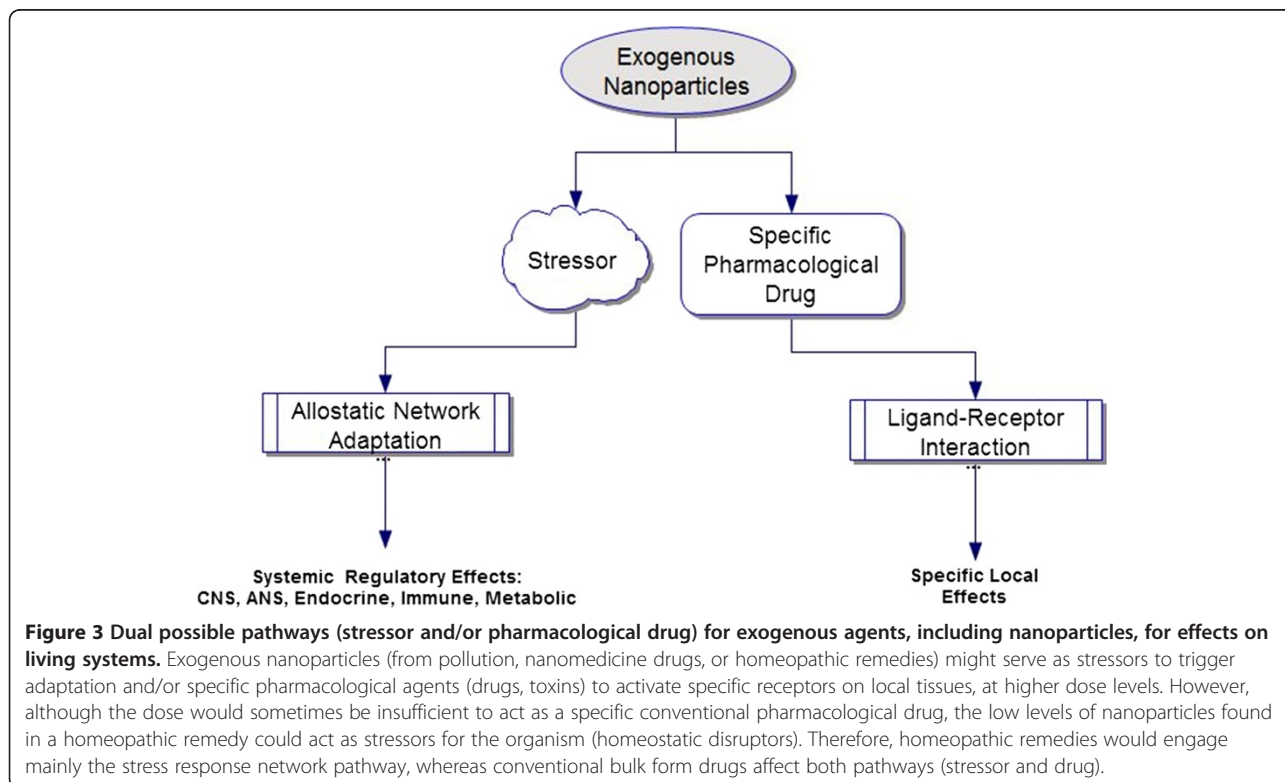 Exogenous
Nanoparticles
Stressor
Specific
Pharmacological
Drug
Allostatic Network
Adaptation
...
Ligand-Receptor
Interaction
...
Systemic Regulatory Effects:
CNS, ANS, Endocrine, Immune, Metabolic
Specific Local
Effects
Figure 3 Dual possible pathways (stressor and/or pharmacological drug) for exogenous agents, including nanoparticles, for effects on
living systems. Exogenous nanoparticles (from pollution, nanomedicine drugs, or homeopathic remedies) might serve as stressors to trigger
adaptation and/or specific pharmacological agents (drugs, toxins) to activate specific receptors on local tissues, at higher dose levels. However,
although the dose would sometimes be insufficient to act as a specific conventional pharmacological drug, the low levels of nanoparticles found
in a homeopathic remedy could act as stressors for the organism (homeostatic disruptors). Therefore, homeopathic remedies would engage
mainly the stress response network pathway, whereas conventional bulk form drugs affect both pathways (stressor and drug).